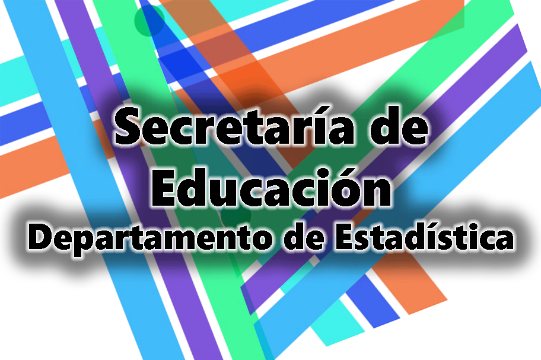 Secretaría de
Educación
Departamento de Estadística